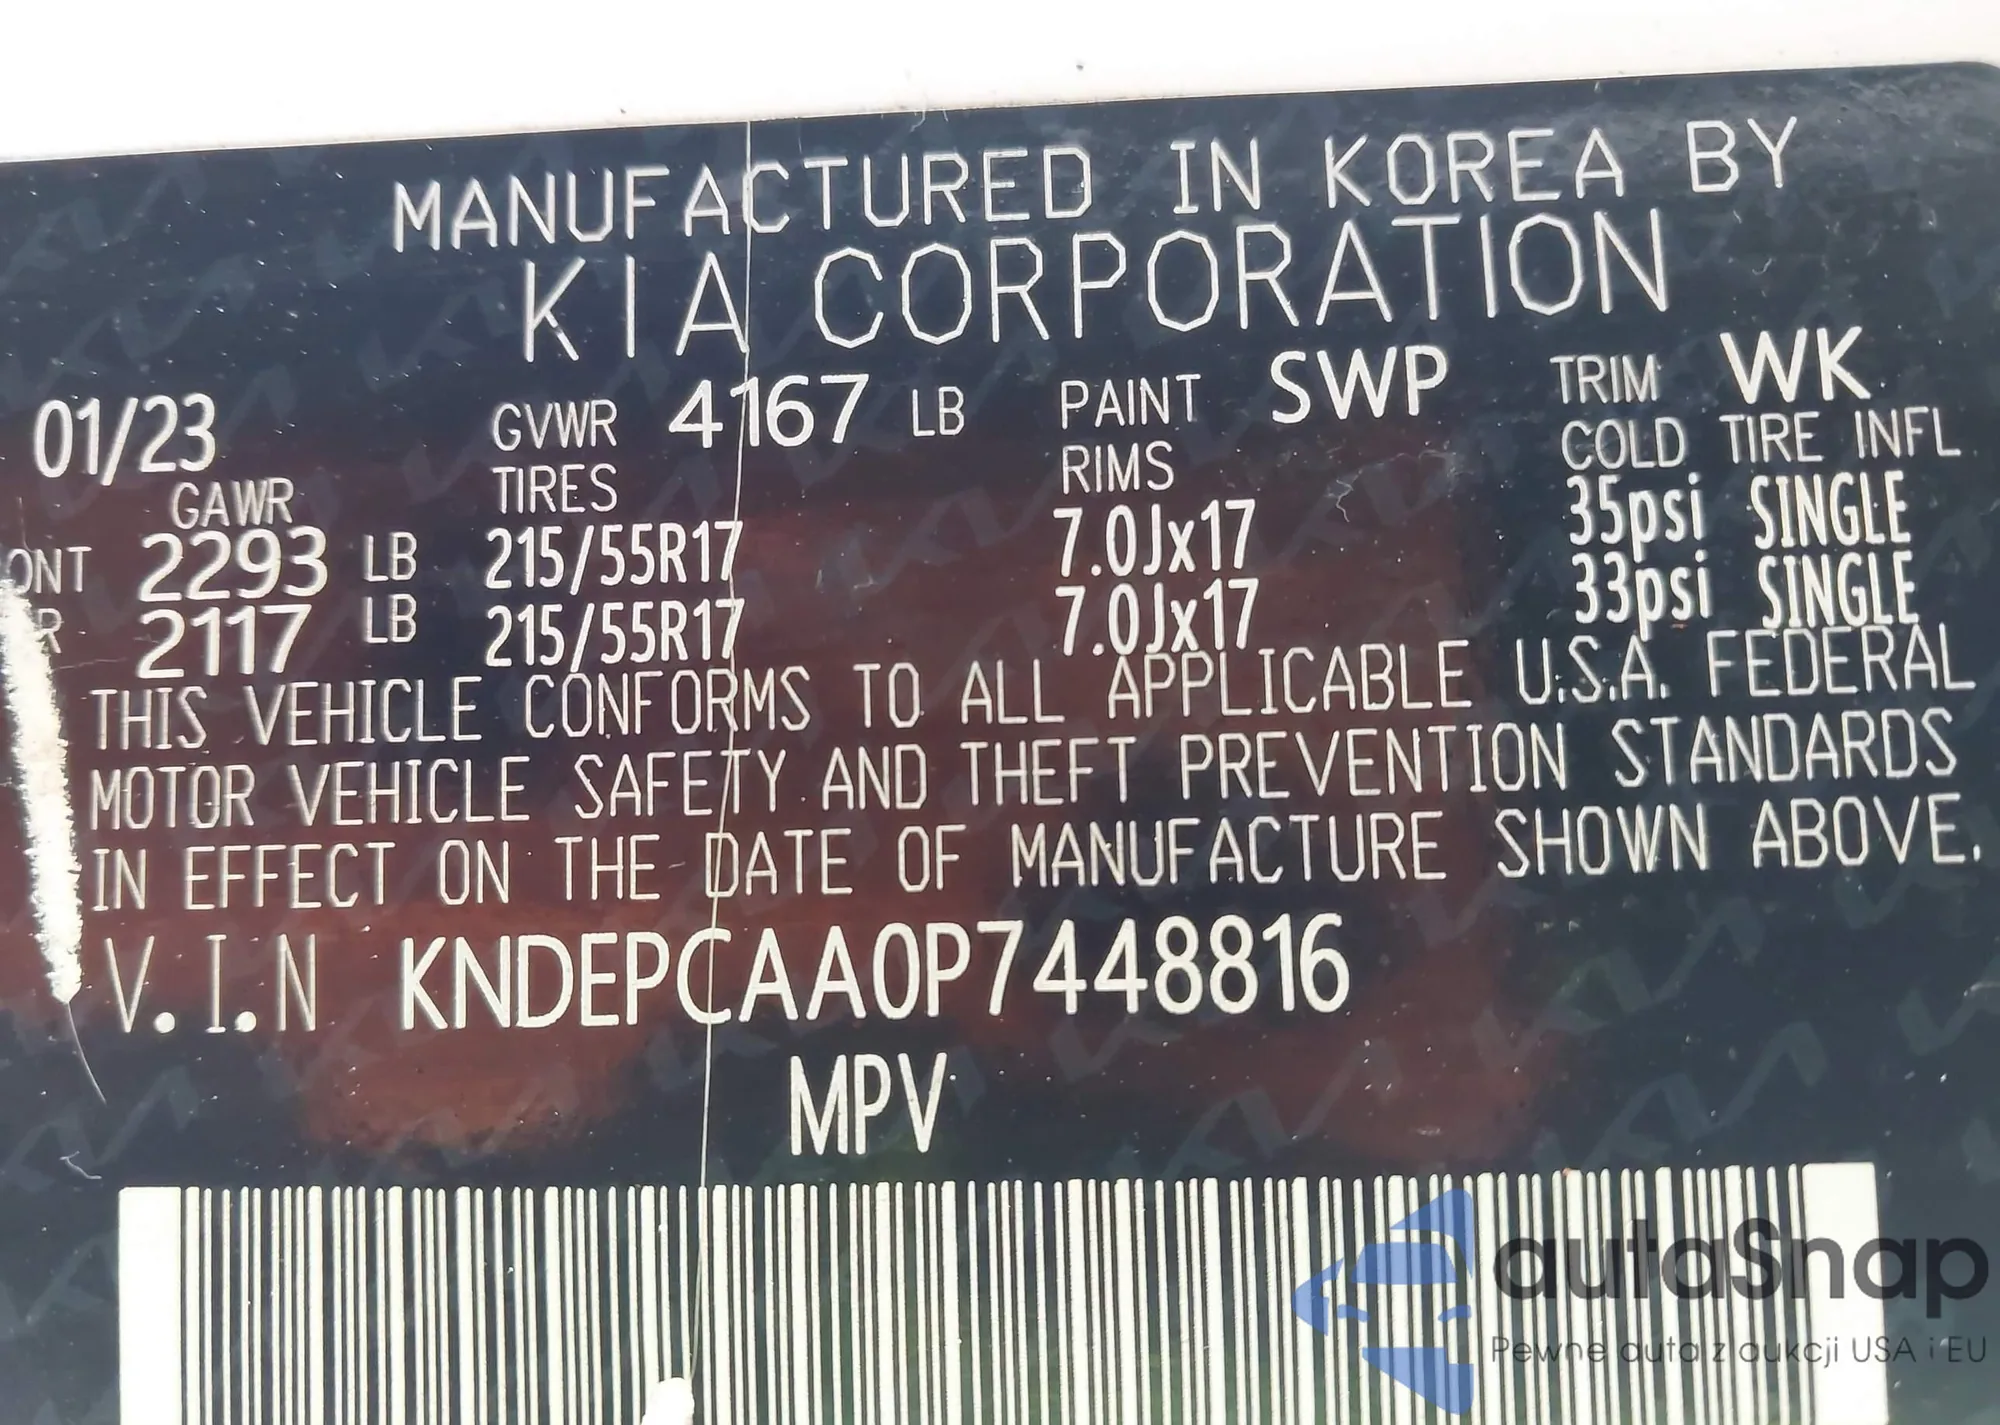 MANUFACTURED IN KOREA BY
KIA CORPORATION
01/23 GVWR 4167 LB PAINT SWP TRIM WK
GAWR TIRES RIMS COLD TIRE INFL
ONT 2293 LB 215/55R17 7.0Jx17 35psi SINGLE
R 2117 LB 215/55R17 7.0Jx17 33psi SINGLE
THIS VEHICLE CONFORMS TO ALL APPLICABLE U.S.A. FEDERAL
MOTOR VEHICLE SAFETY AND THEFT PREVENTION STANDARDS
IN EFFECT ON THE DATE OF MANUFACTURE SHOWN ABOVE.
V.I.N KNDEPCAA0P7448816
MPV
autaSnap
Pewne auta z aukcji USA i EU